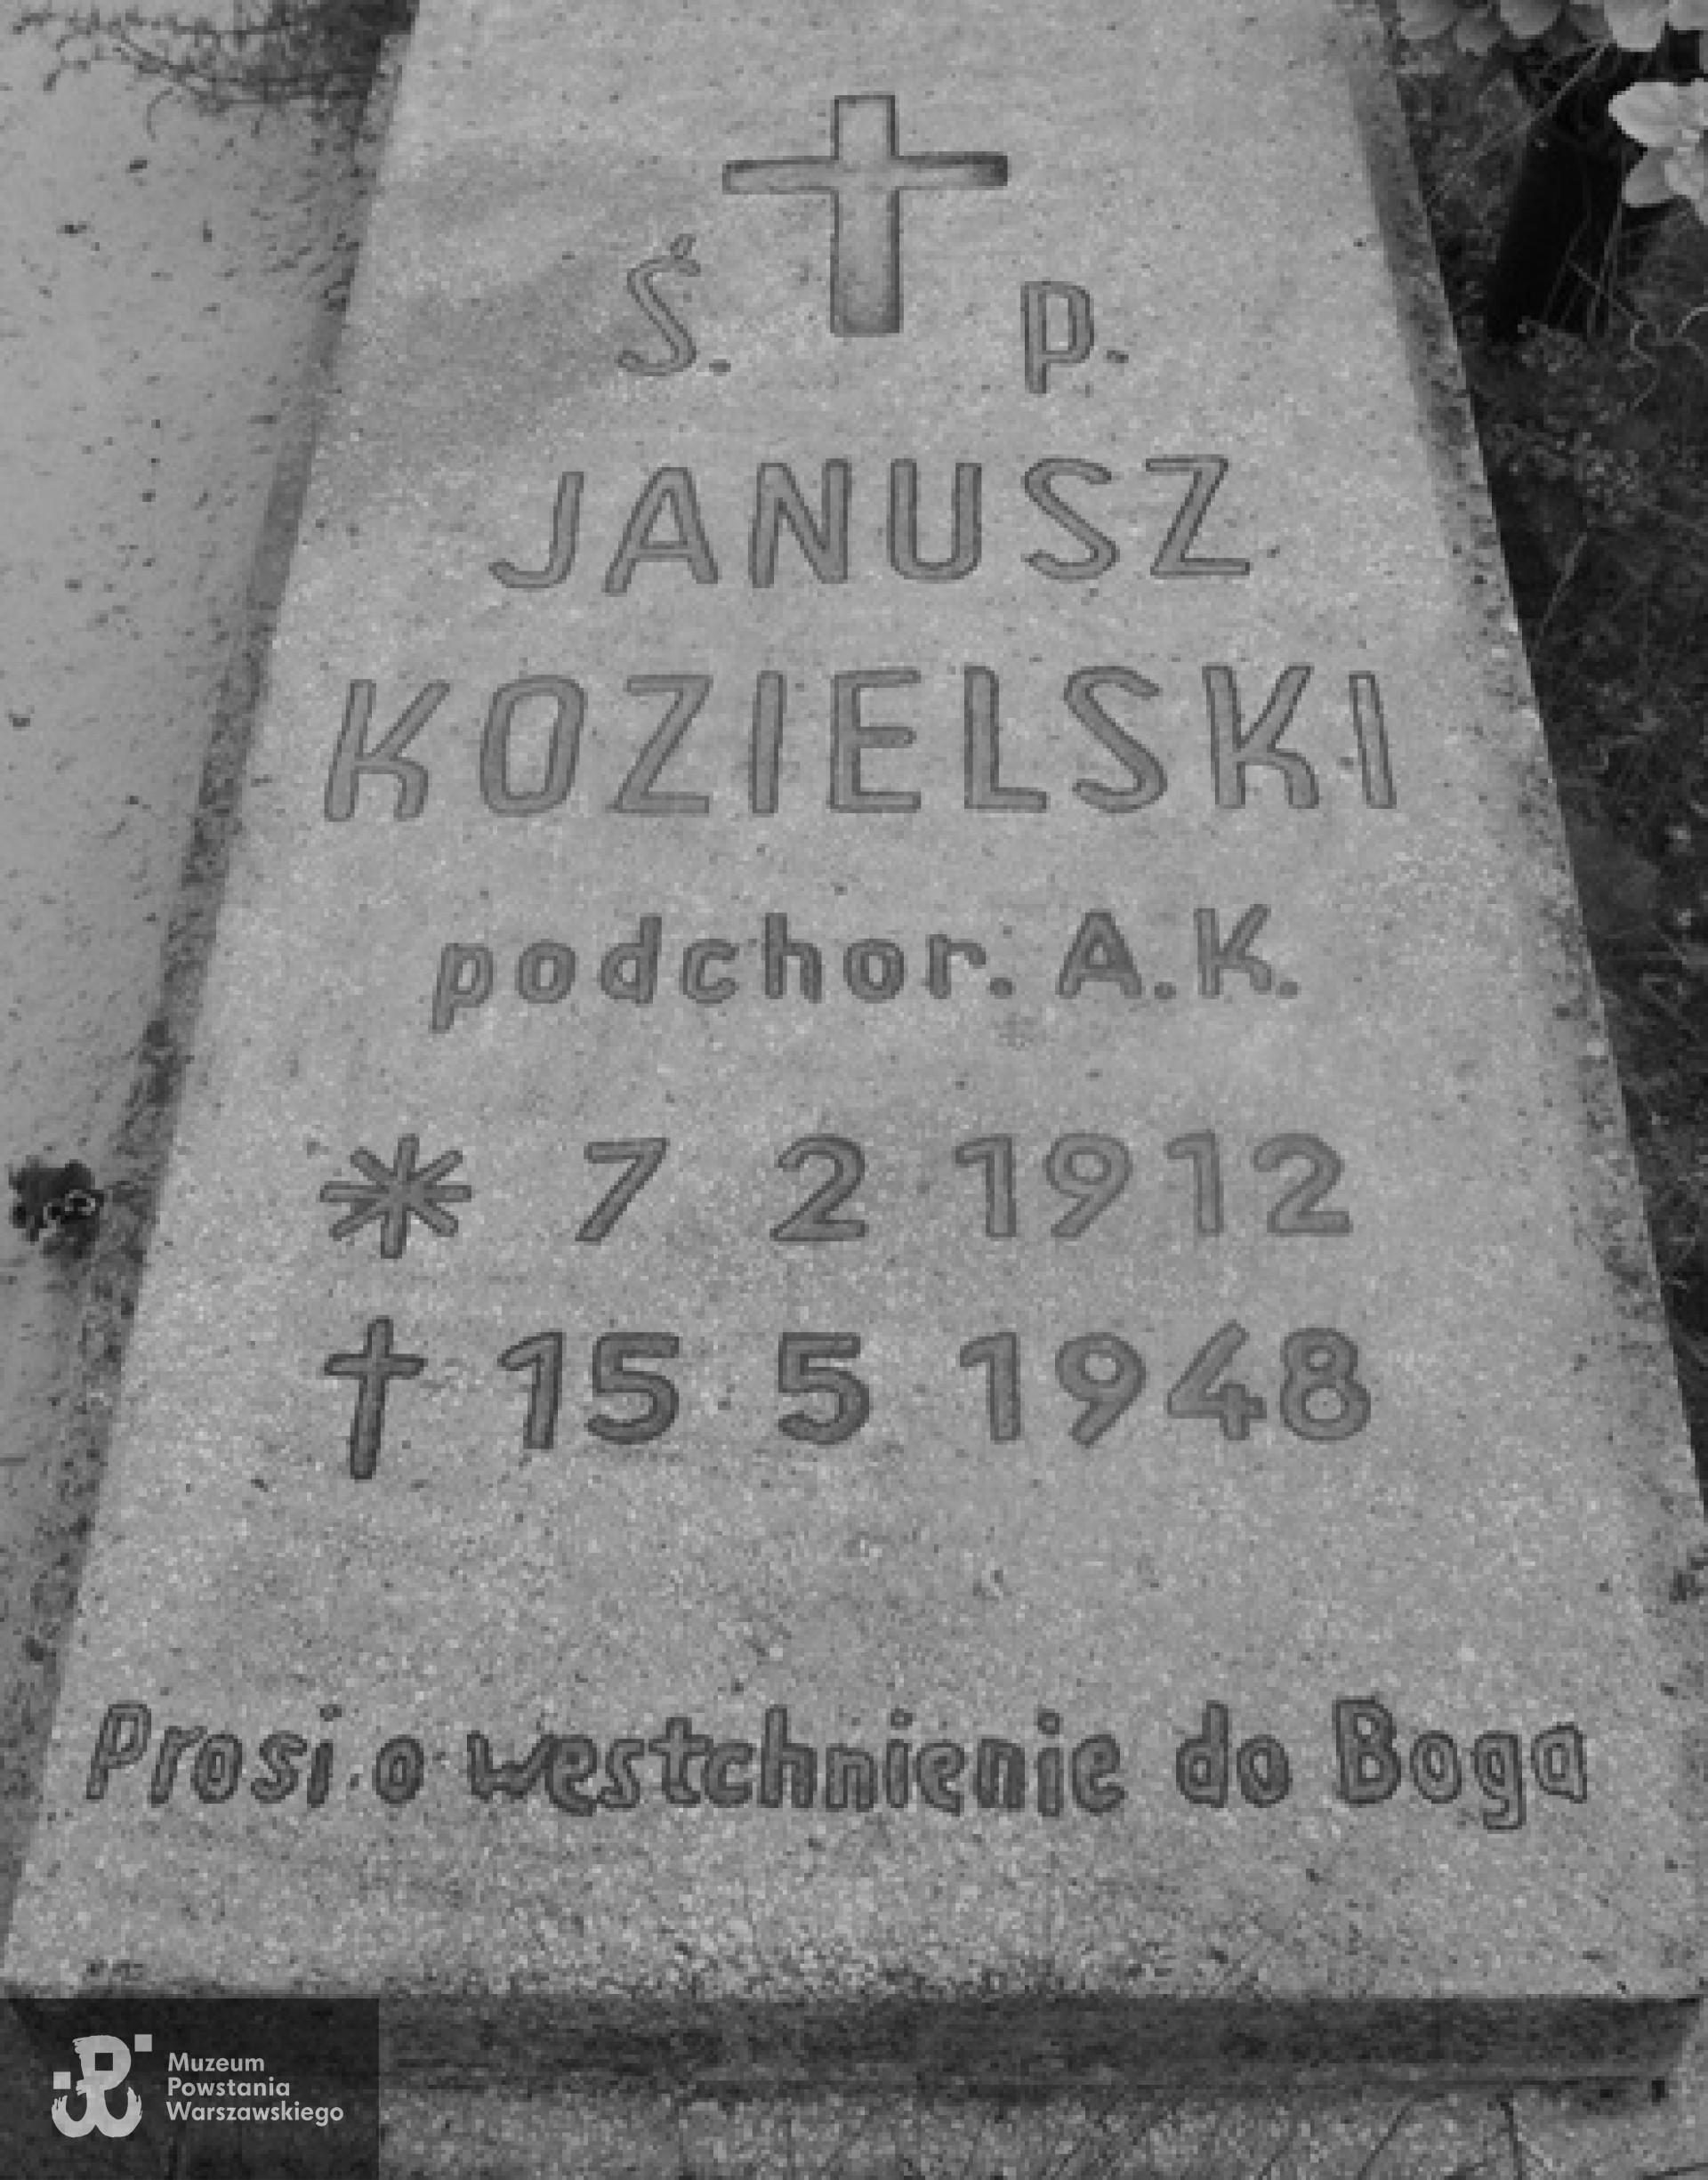 Ś. p.
JANUSZ
KOZIELSKI
podchor. A.K.
* 7 2 1912
† 15 5 1948
Prosi o westchnienie do Boga
Muzeum
Powstania
Warszawskiego